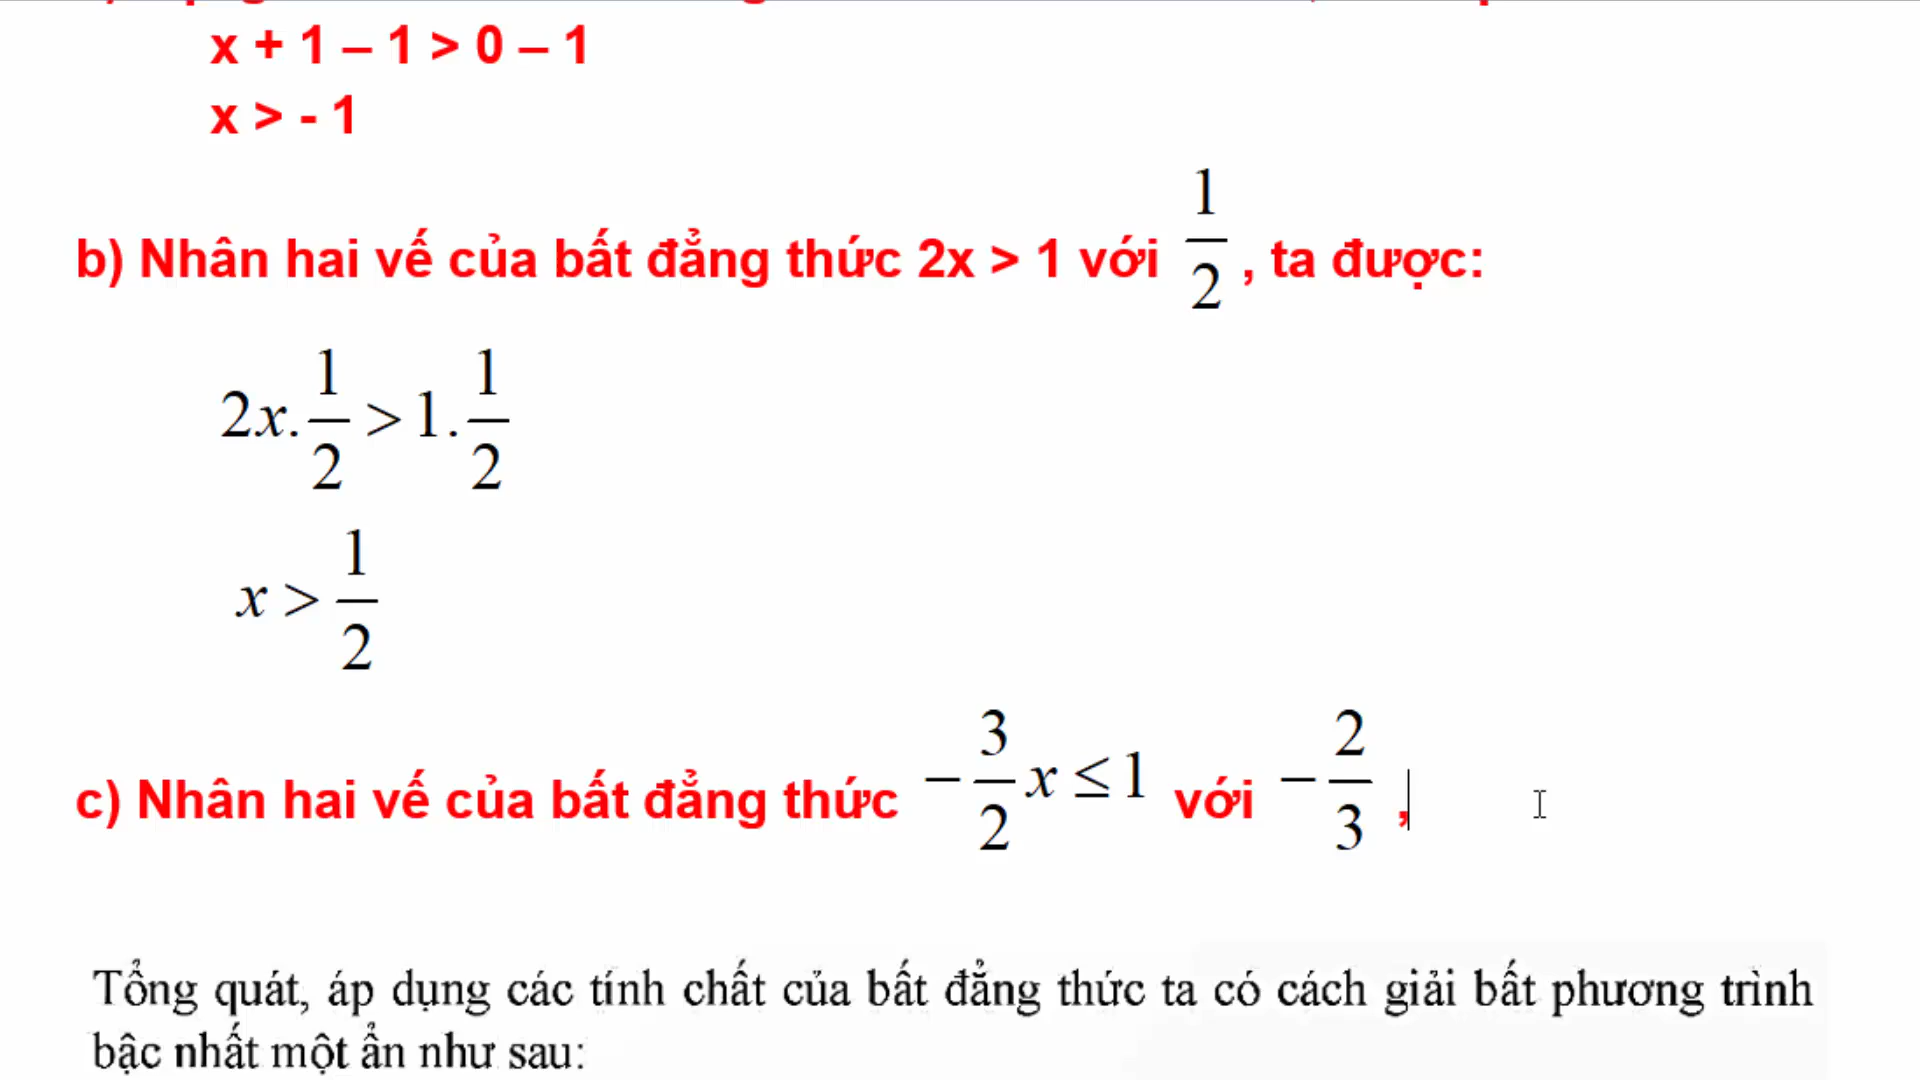 x + 1 – 1 > 0 – 1
x > - 1
b) Nhân hai vế của bất đẳng thức 2x > 1 với 1/2 , ta được:
2x. 1/2 > 1. 1/2
x > 1/2
c) Nhân hai vế của bất đẳng thức - 3/2 x ≤ 1 với - 2/3 ,
Tổng quát, áp dụng các tính chất của bất đẳng thức ta có cách giải bất phương trình
bậc nhất một ẩn như sau: